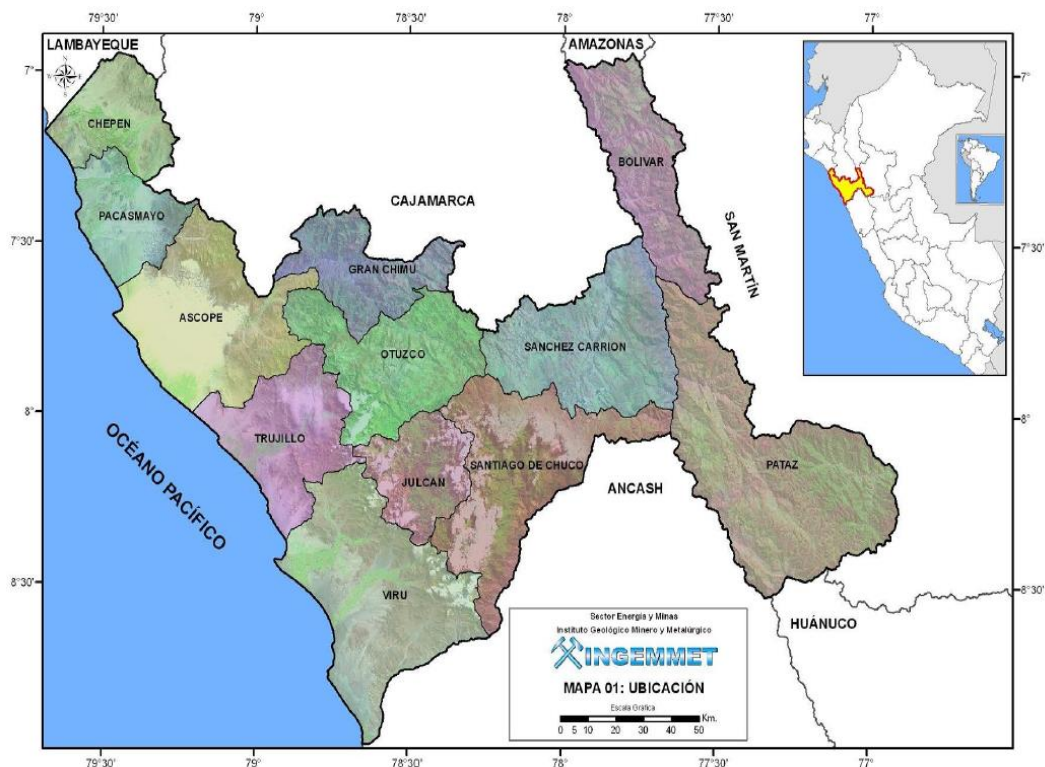 79°30'
79°
78°30'
78°
77°30'
77°
LAMBAYEQUE
AMAZONAS
7°
7°
CHEPEN
BOLIVAR
CAJAMARCA
PACASMAYO
SAN MARTÍN
7°30'
7°30'
GRAN CHIMU
ASCOPE
SANCHEZ CARRION
OTUZCO
8°
8°
TRUJILLO
OCÉANO PACÍFICO
SANTIAGO DE CHUCO
PATAZ
JULCAN
ANCASH
8°30'
8°30'
VIRU
HUÁNUCO
Sector Energía y Minas
Instituto Geológico Minero y Metalúrgico
INGEMMET
MAPA 01: UBICACIÓN
Escala Gráfica
0 5 10 20 30 40 50 Km.
79°30'
79°
78°30'
78°
77°30'
77°